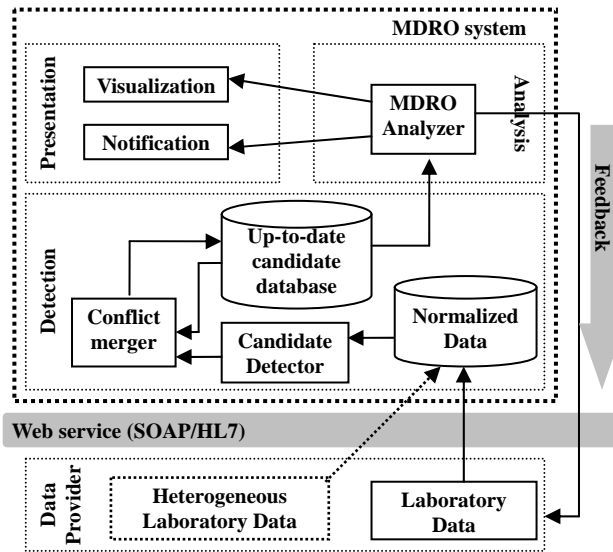 MDRO system
Presentation
Visualization
Notification
MDRO
Analyzer
Analysis
Feedback
Detection
Up-to-date
candidate
database
Conflict
merger
Candidate
Detector
Normalized
Data
Web service (SOAP/HL7)
Data
Provider
Heterogeneous
Laboratory Data
Laboratory
Data